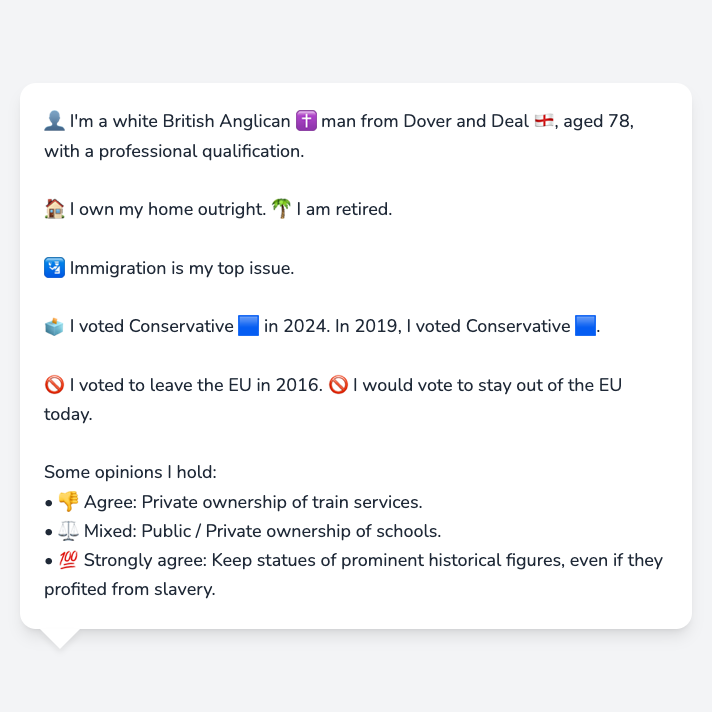 👤 I'm a white British Anglican ✝️ man from Dover and Deal 🏴󠁧󠁢󠁥󠁮󠁧󠁿, aged 78,
with a professional qualification.
🏠 I own my home outright. 🌴 I am retired.
🛂 Immigration is my top issue.
🗳️ I voted Conservative 🟦 in 2024. In 2019, I voted Conservative 🟦.
🚫 I voted to leave the EU in 2016. 🚫 I would vote to stay out of the EU
today.
Some opinions I hold:
• 👎 Agree: Private ownership of train services.
• ⚖️ Mixed: Public / Private ownership of schools.
• 💯 Strongly agree: Keep statues of prominent historical figures, even if they
profited from slavery.